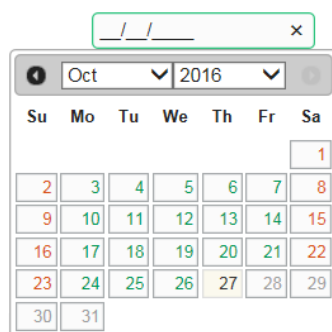 __/__/____ ×
Oct 2016
Su Mo Tu We Th Fr Sa
1
2 3 4 5 6 7 8
9 10 11 12 13 14 15
16 17 18 19 20 21 22
23 24 25 26 27 28 29
30 31